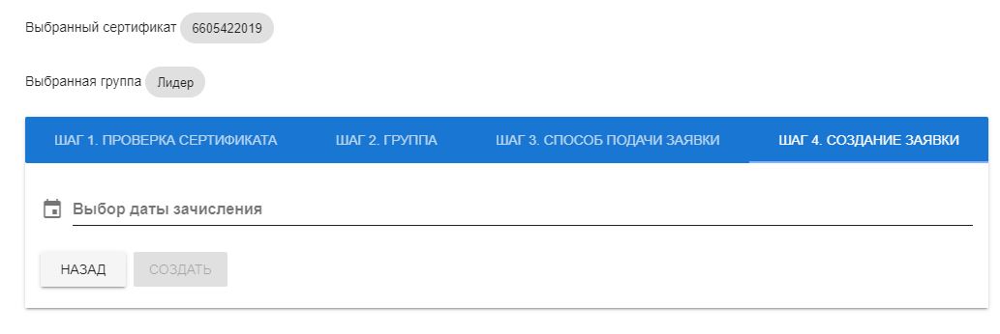 Выбранный сертификат 6605422019
Выбранная группа Лидер
ШАГ 1. ПРОВЕРКА СЕРТИФИКАТА ШАГ 2. ГРУППА ШАГ 3. СПОСОБ ПОДАЧИ ЗАЯВКИ ШАГ 4. СОЗДАНИЕ ЗАЯВКИ
Выбор даты зачисления
НАЗАД СОЗДАТЬ